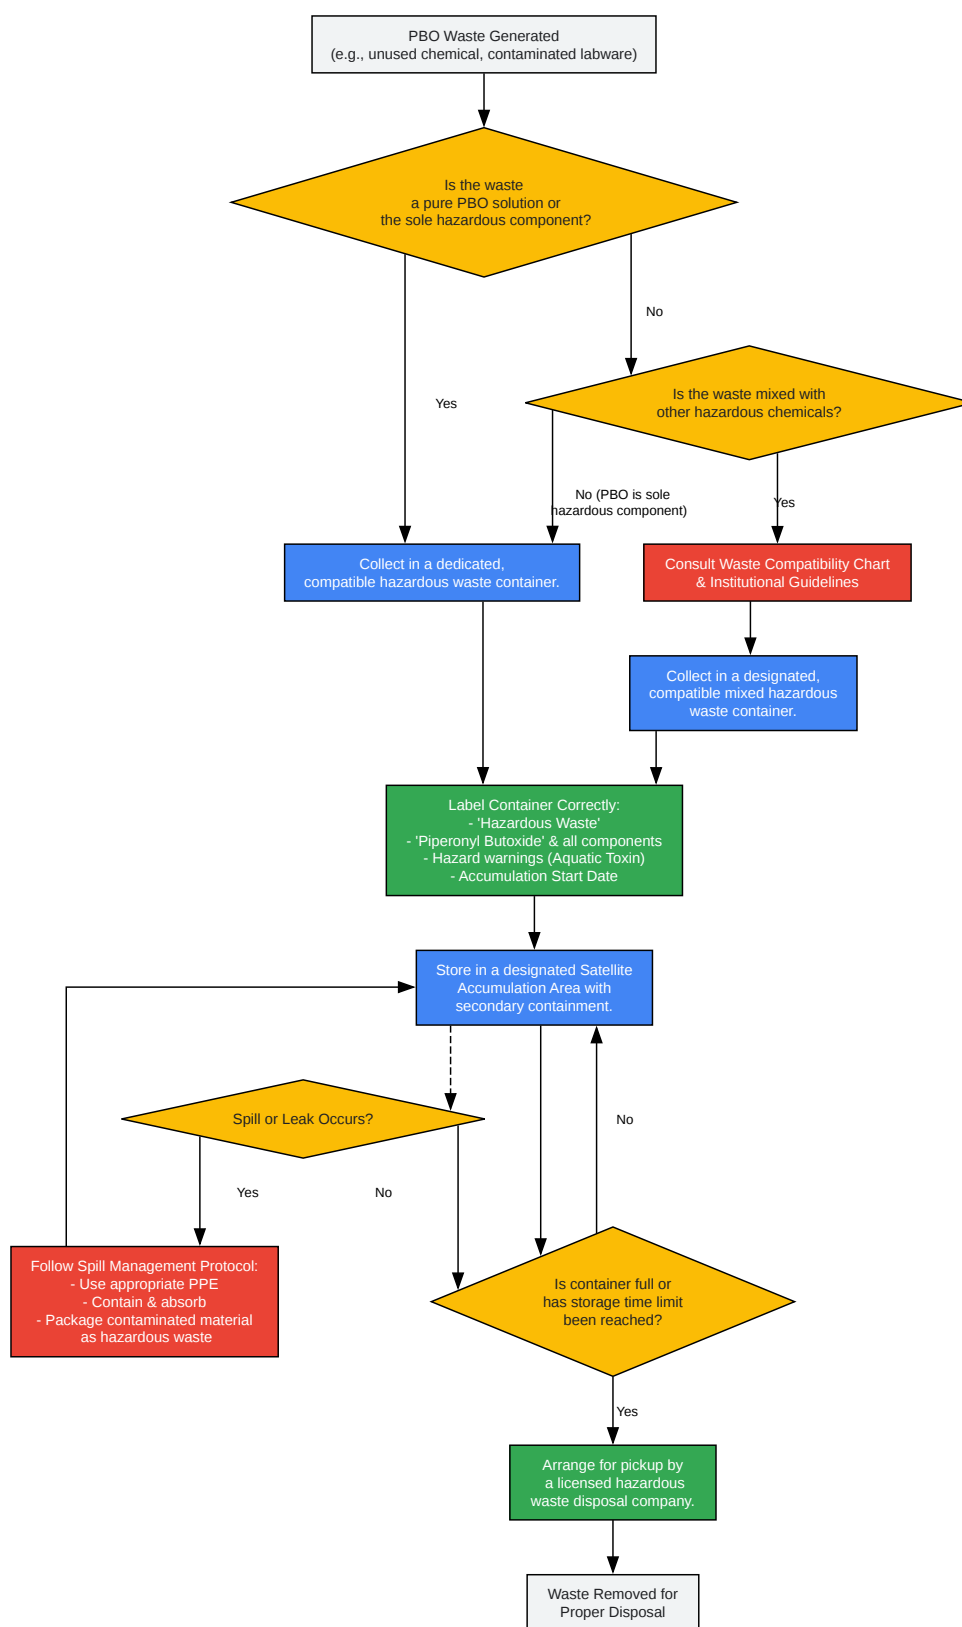 PBO Waste Generated
(e.g., unused chemical, contaminated labware)
Is the waste
a pure PBO solution or
the sole hazardous component?
No
Is the waste mixed with
other hazardous chemicals?
Yes
No (PBO is sole
hazardous component)
Yes
Collect in a dedicated,
compatible hazardous waste container.
Consult Waste Compatibility Chart
& Institutional Guidelines
Collect in a designated,
compatible mixed hazardous
waste container.
Label Container Correctly:
- 'Hazardous Waste'
- 'Piperonyl Butoxide' & all components
- Hazard warnings (Aquatic Toxin)
- Accumulation Start Date
Store in a designated Satellite
Accumulation Area with
secondary containment.
Spill or Leak Occurs?
No
Yes
No
Follow Spill Management Protocol:
- Use appropriate PPE
- Contain & absorb
- Package contaminated material
as hazardous waste
Is container full or
has storage time limit
been reached?
Yes
Arrange for pickup by
a licensed hazardous
waste disposal company.
Waste Removed for
Proper Disposal